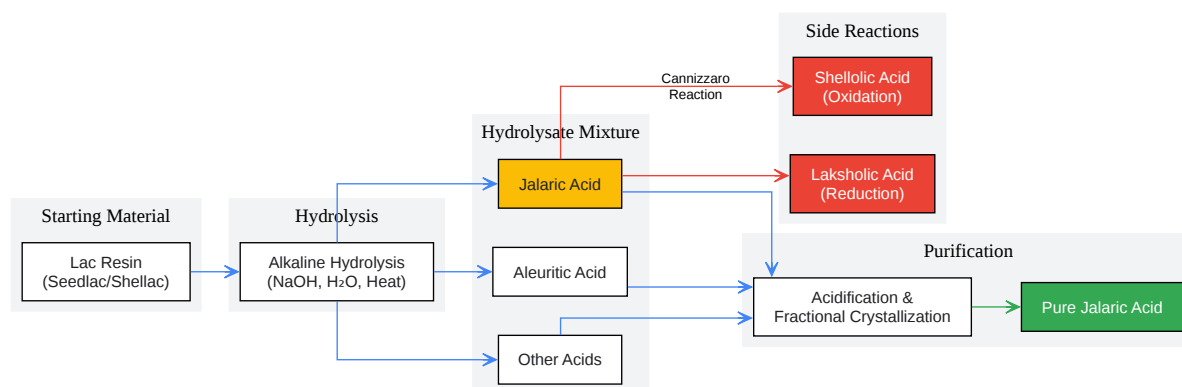 Side Reactions
Cannizzaro
Reaction
Shellolic Acid
(Oxidation)
Hydrolysate Mixture
Jalaric Acid
Laksholic Acid
(Reduction)
Starting Material
Hydrolysis
Lac Resin
(Seedlac/Shellac)
Alkaline Hydrolysis
(NaOH, H₂O, Heat)
Aleuritic Acid
Purification
Acidification &
Fractional Crystallization
Pure Jalaric Acid
Other Acids